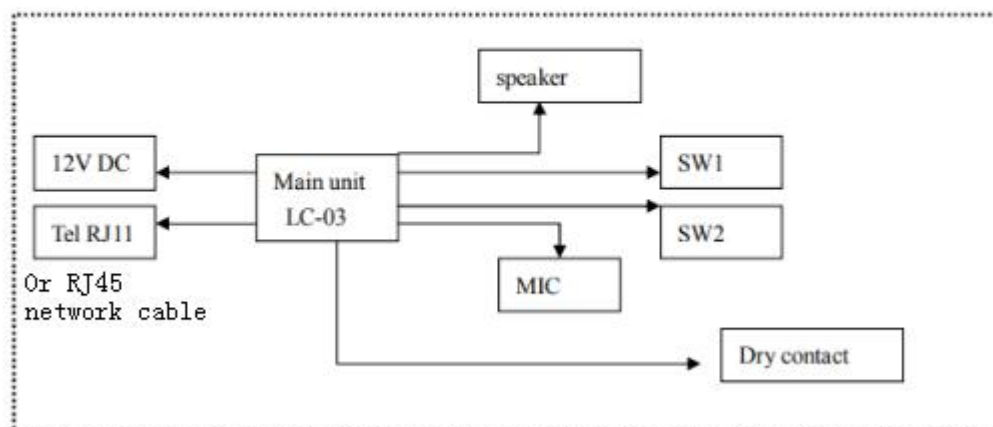 speaker
12V DC
Main unit
LC-03
SW1
Tel RJ11
SW2
Or RJ45
network cable
MIC
Dry contact